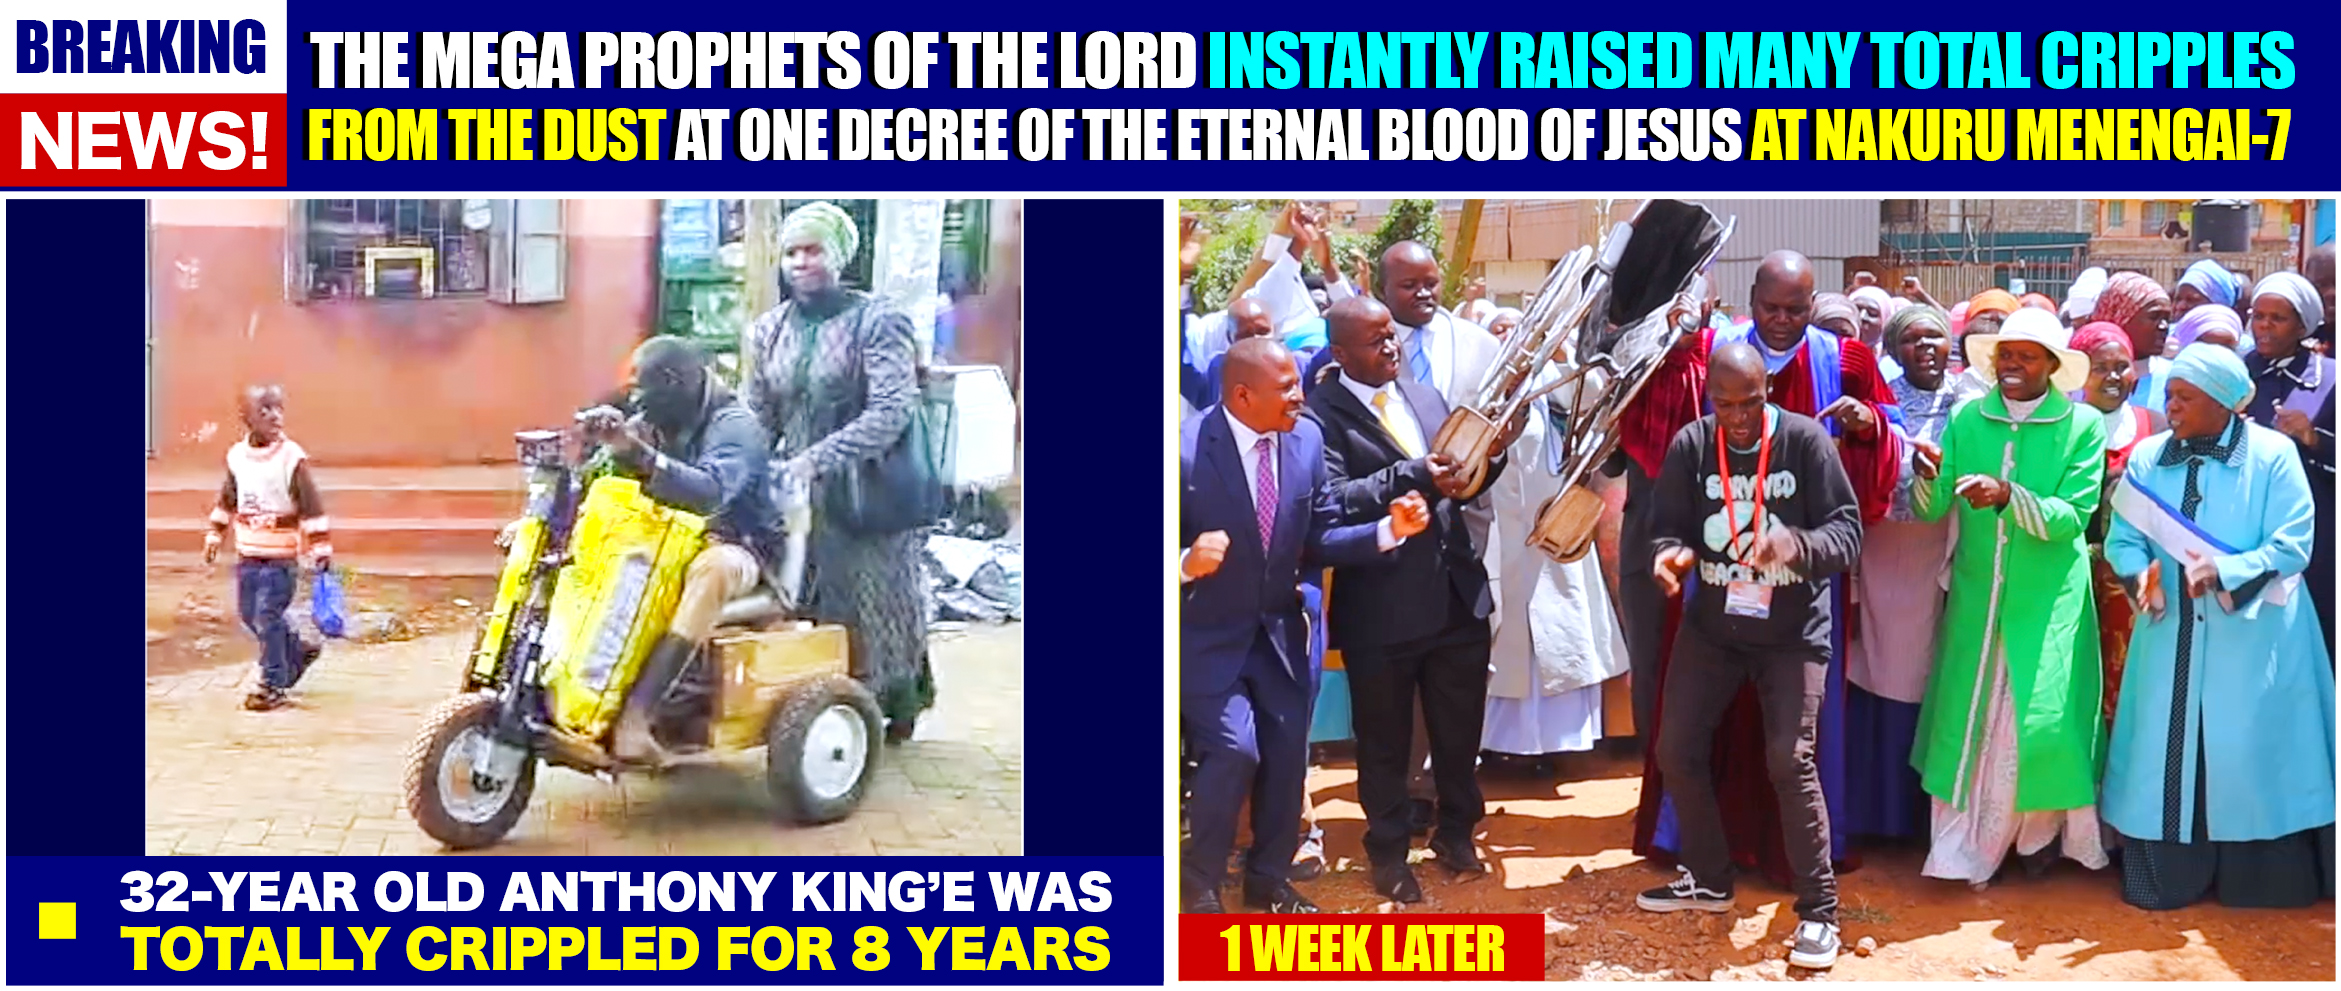 BREAKING
NEWS!
THE MEGA PROPHETS OF THE LORD INSTANTLY RAISED MANY TOTAL CRIPPLES
FROM THE DUST AT ONE DECREE OF THE ETERNAL BLOOD OF JESUS AT NAKURU MENENGAI-7
32-YEAR OLD ANTHONY KING'E WAS
TOTALLY CRIPPLED FOR 8 YEARS
1 WEEK LATER